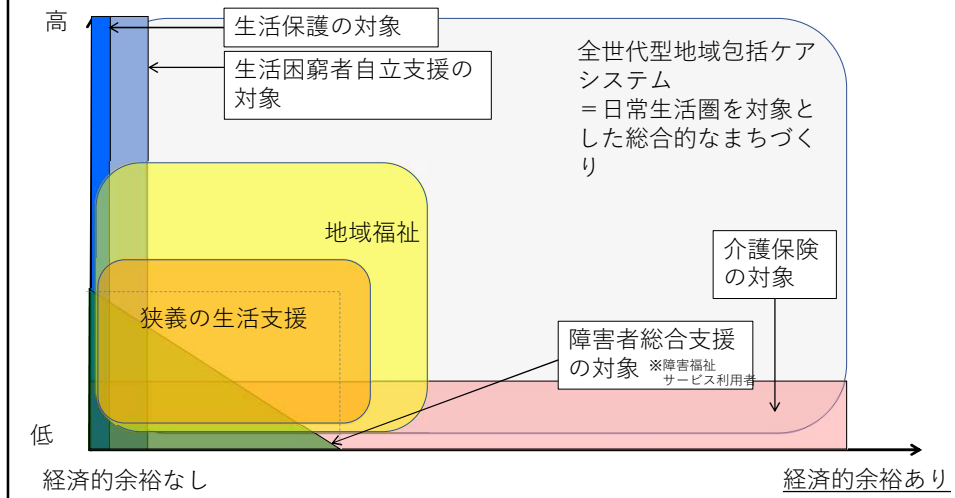 高
生活保護の対象
生活困窮者自立支援の
対象
全世代型地域包括ケア
システム
＝日常生活圏を対象と
した総合的なまちづく
り
地域福祉
介護保険
の対象
狭義の生活支援
障害者総合支援
の対象 ※障害福祉
サービス利用者
低
経済的余裕なし
経済的余裕あり